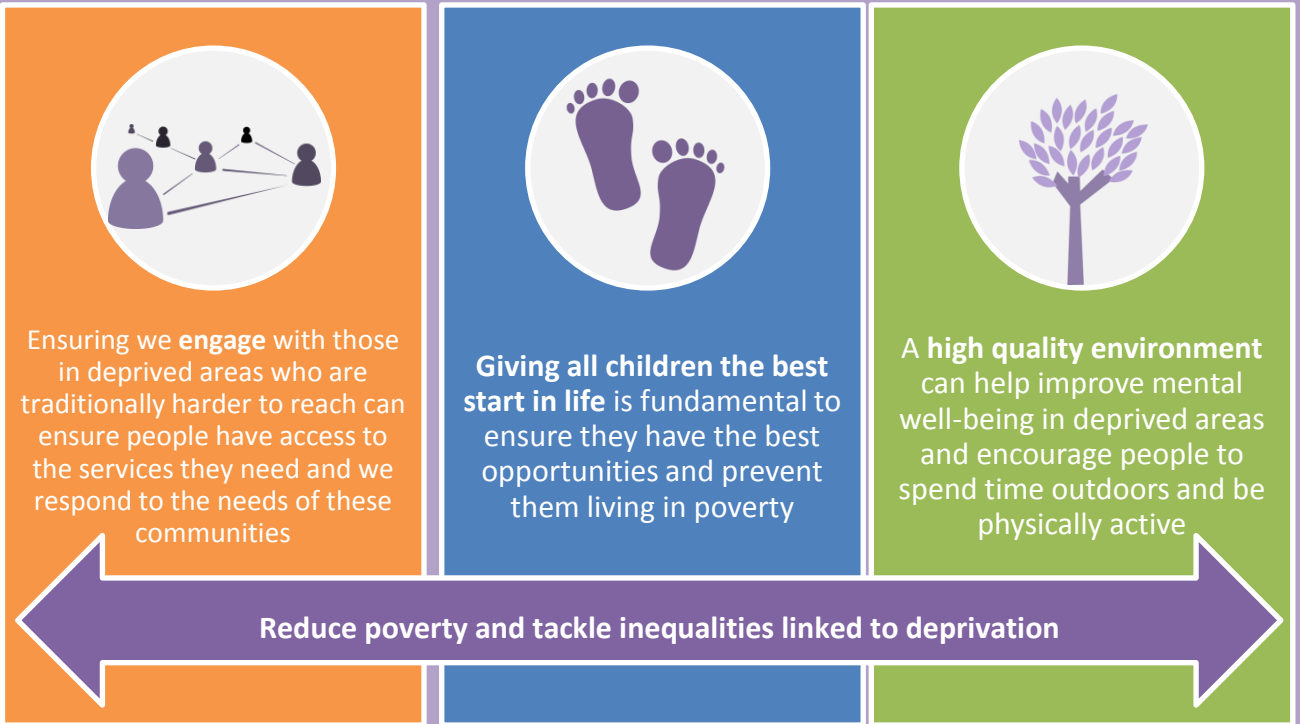 Ensuring we engage with those
in deprived areas who are
traditionally harder to reach can
ensure people have access to
the services they need and we
respond to the needs of these
communities
Giving all children the best
start in life is fundamental to
ensure they have the best
opportunities and prevent
them living in poverty
A high quality environment
can help improve mental
well-being in deprived areas
and encourage people to
spend time outdoors and be
physically active
Reduce poverty and tackle inequalities linked to deprivation